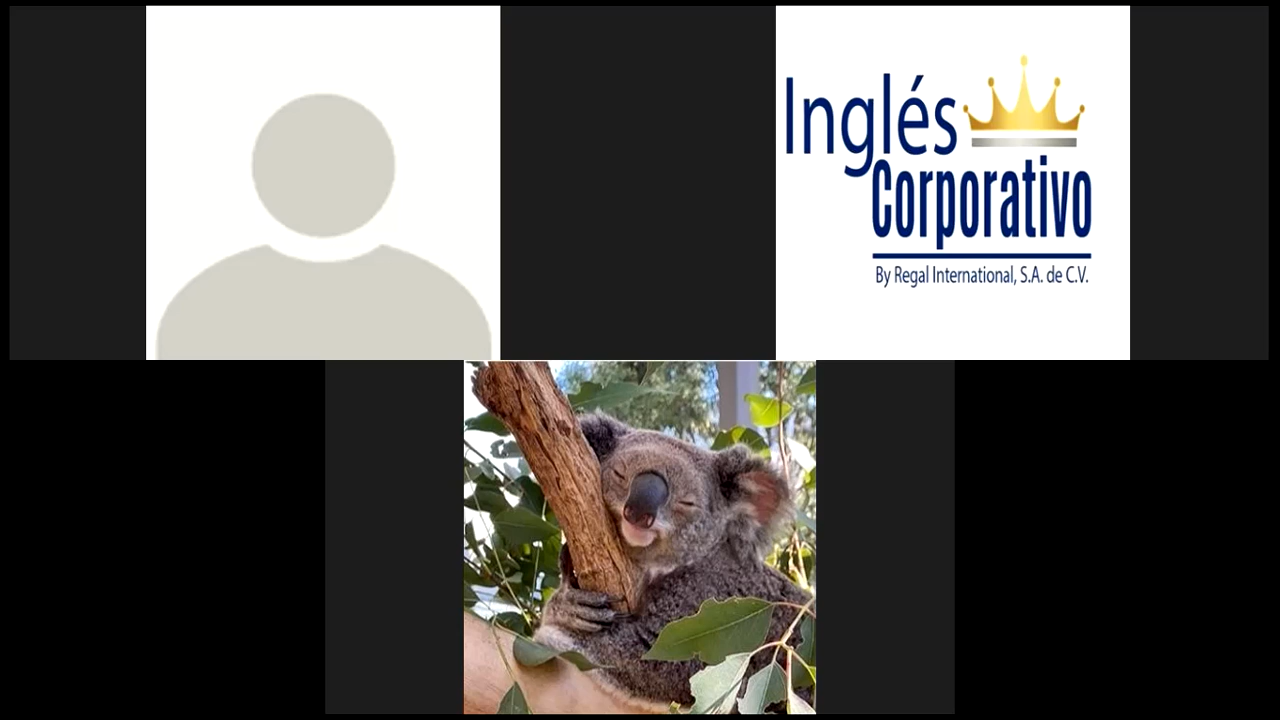 Inglés
Corporativo
By Regal International, S.A. de C.V.